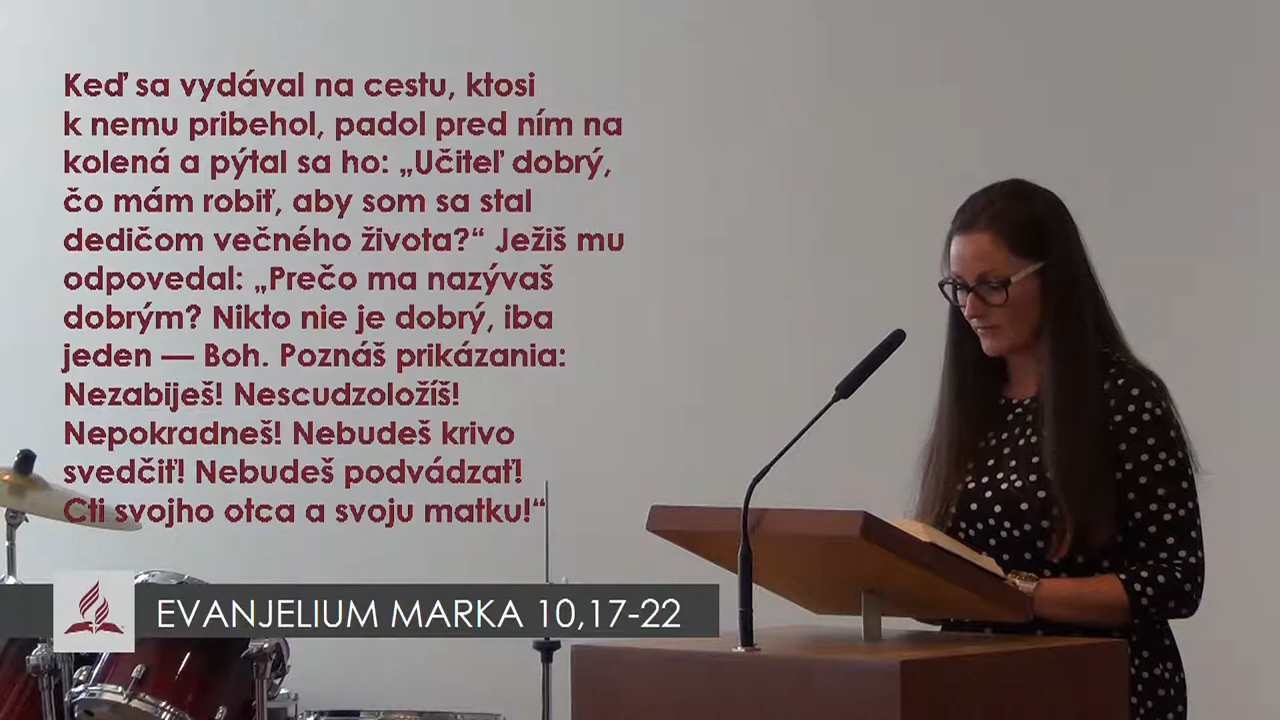 Keď sa vydával na cestu, ktosi
k nemu pribehol, padol pred ním na
kolená a pýtal sa ho: „Učiteľ dobrý,
čo mám robiť, aby som sa stal
dedičom večného života?“ Ježiš mu
odpovedal: „Prečo ma nazývaš
dobrým? Nikto nie je dobrý, iba
jeden — Boh. Poznáš prikázania:
Nezabiješ! Nescudzoložíš!
Nepokradneš! Nebudeš krivo
svedčiť! Nebudeš podvádzať!
Cti svojho otca a svoju matku!“
EVANJELIUM MARKA 10,17-22